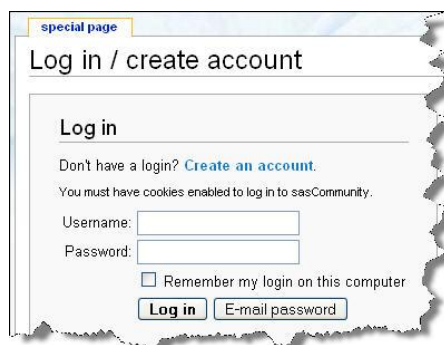 special page
Log in / create account
Log in
Don't have a login? Create an account.
You must have cookies enabled to log in to sasCommunity.
Username:
Password:
Remember my login on this computer
Log in E-mail password